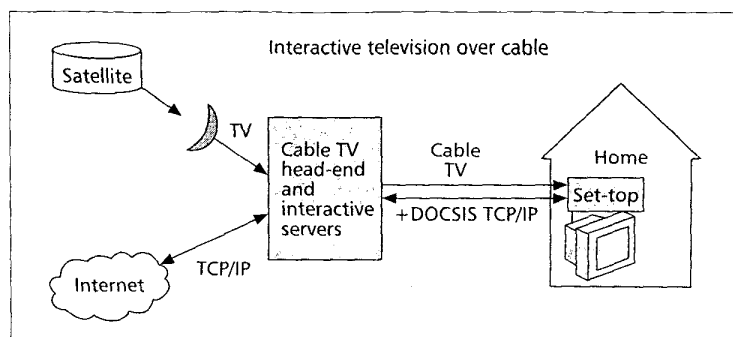 Interactive television over cable
Satellite
TV
Cable TV
head-end
and
interactive
servers
Cable
TV
+DOCSIS TCP/IP
Home
Set-top
TCP/IP
Internet